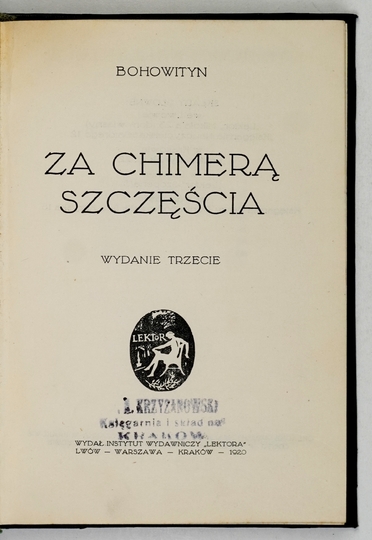 BOHOWITYN
ZA CHIMERĄ
SZCZĘŚCIA
WYDANIE TRZECIE
LEKTOR
A. KRZYŻANOWSKI
Księgarnia i skład nut
KRAKÓW
WYDAŁ INSTYTUT WYDAWNICZY „LEKTORA"
LWÓW — WARSZAWA — KRAKÓW — 1920